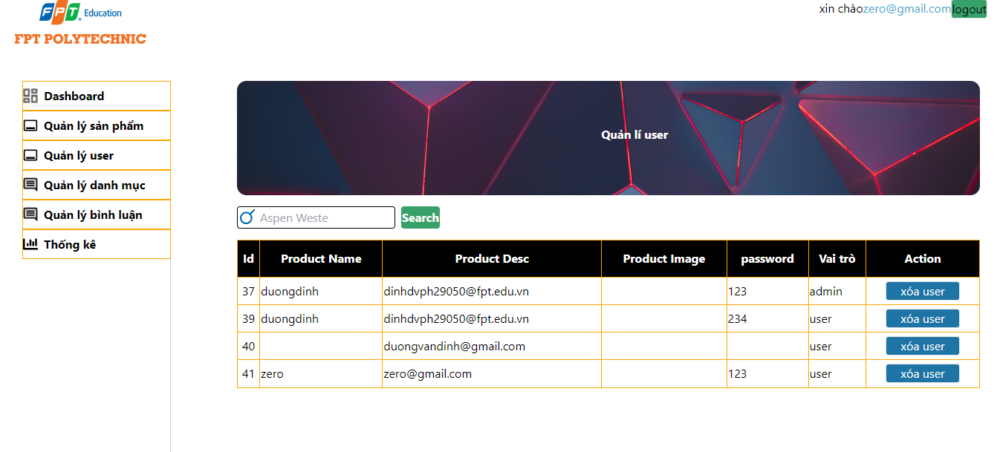 FPT Education
FPT POLYTECHNIC
xin chàozero@gmail.com logout
Dashboard
Quản lý sản phẩm
Quản lý user
Quản lý danh mục
Quản lý bình luận
Thống kê
Quản lí user
Aspen Weste Search
Id Product Name Product Desc Product Image password Vai trò Action
37 duongdinh dinhdvph29050@fpt.edu.vn 123 admin xóa user
39 duongdinh dinhdvph29050@fpt.edu.vn 234 user xóa user
40 duongvandinh@gmail.com user xóa user
41 zero zero@gmail.com 123 user xóa user